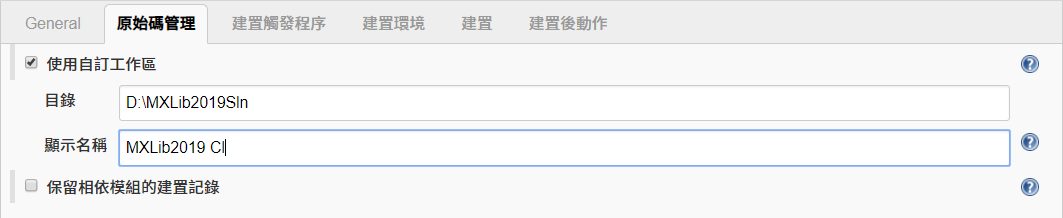 General 原始碼管理 建置觸發程序 建置環境 建置 建置後動作
使用自訂工作區
目錄 D:\MXLib2019Sln
顯示名稱 MXLib2019 CI
保留相依模組的建置記錄